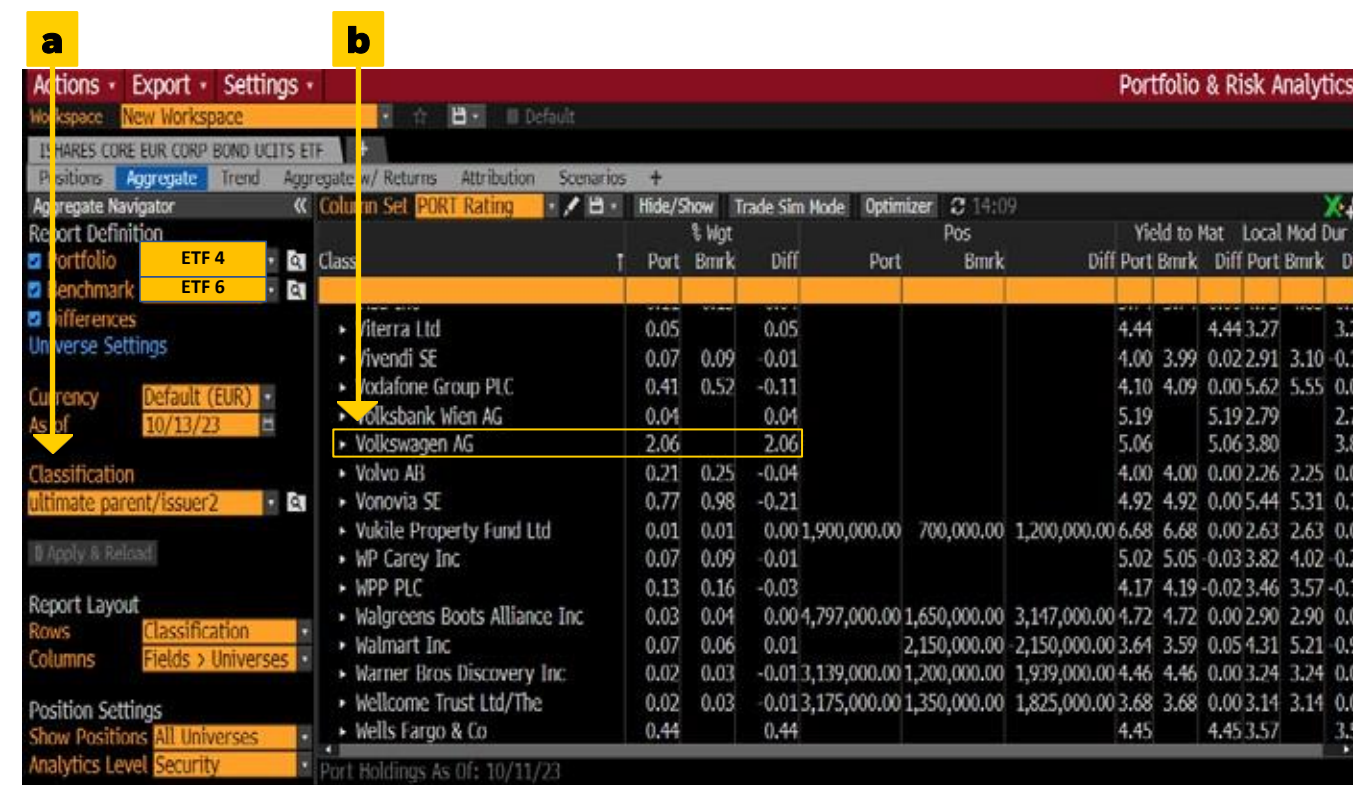 a b
Actions Export Settings Portfolio & Risk Analytics
Workspace New Workspace Default
ISHARES CORE EUR CORP BOND UCITS ETF +
Positions Aggregate Trend Aggregate w/ Returns Attribution Scenarios +
Aggregate Navigator « Column Set PORT Rating Hide/Show Trade Sim Mode Optimizer 14:09
Report Definition % Wgt Pos Yield to Mat Local Mod Dur
Portfolio ETF 4 Class Port Bmrk Diff Port Bmrk Diff Port Bmrk Diff Port Bmrk
Benchmark ETF 6
Differences
Viterra Ltd 0.05 0.05 4.44 4.44 3.27
Universe Settings
Vivendi SE 0.07 0.09 -0.01 4.00 3.99 0.02 2.91 3.10
Currency Default (EUR) Vodafone Group PLC 0.41 0.52 -0.11 4.10 4.09 0.00 5.62 5.55
As of 10/13/23 Volksbank Wien AG 0.04 0.04 5.19 5.19 2.79
Volkswagen AG 2.06 2.06 5.06 5.06 3.80
Classification Volvo AB 0.21 0.25 -0.04 4.00 4.00 0.00 2.26 2.25
ultimate parent/issuer2 Vonovia SE 0.77 0.98 -0.21 4.92 4.92 0.00 5.44 5.31
Vukile Property Fund Ltd 0.01 0.01 0.00 1,900,000.00 700,000.00 1,200,000.00 6.68 6.68 0.00 2.63 2.63
Apply & Reload WP Carey Inc 0.07 0.09 -0.01 5.02 5.05 -0.03 3.82 4.02
WPP PLC 0.13 0.16 -0.03 4.17 4.19 -0.02 3.46 3.57
Report Layout Walgreens Boots Alliance Inc 0.03 0.04 0.00 4,797,000.00 1,650,000.00 3,147,000.00 4.72 4.72 0.00 2.90 2.90
Rows Classification
Walmart Inc 0.07 0.06 0.01 2,150,000.00 -2,150,000.00 3.64 3.59 0.05 4.31 5.21
Columns Fields > Universes Warner Bros Discovery Inc 0.02 0.03 -0.01 3,139,000.00 1,200,000.00 1,939,000.00 4.46 4.46 0.00 3.24 3.24
Position Settings Wellcome Trust Ltd/The 0.02 0.03 -0.01 3,175,000.00 1,350,000.00 1,825,000.00 3.68 3.68 0.00 3.14 3.14
Show Positions All Universes Wells Fargo & Co 0.44 0.44 4.45 4.45 3.57
Analytics Level Security Port Holdings As Of: 10/11/23